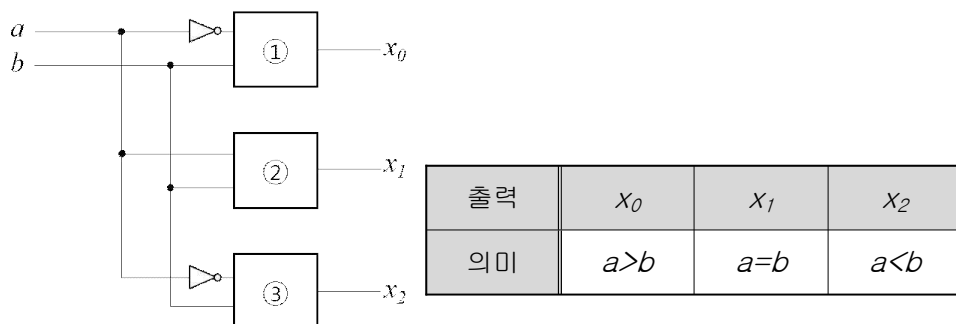 a
b
①
x₀
②
x₁
③
x₂
출력 x₀ x₁ x₂
의미 a>b a=b a<b